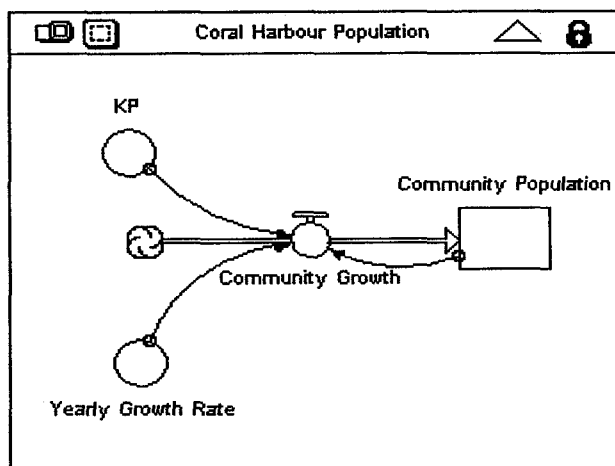 Coral Harbour Population
KP
Community Population
Community Growth
Yearly Growth Rate